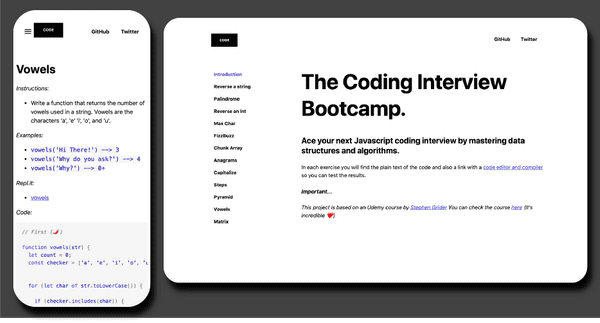 CODE
GitHub
Twitter
Vowels
Instructions:
• Write a function that returns the number of
vowels used in a string. Vowels are the
characters 'a', 'e' 'i', 'o', and 'u'.
Examples:
• vowels('Hi There!') --> 3
• vowels('Why do you ask?') --> 4
• vowels('Why?') --> 0+
Repl.it:
• vowels
Code:
// First
function vowels(str) {
let count = 0;
const checker = ['a', 'e', 'i', 'o', 'u
for (let char of str.toLowerCase()) {
if (checker.includes(char)) {
CODE
GitHub
Twitter
Introduction
Reverse a string
Palindrome
Reverse an Int
Max Char
FizzBuzz
Chunk Array
Anagrams
Capitalize
Steps
Pyramid
Vowels
Matrix
The Coding Interview
Bootcamp.
Ace your next Javascript coding interview by mastering data
structures and algorithms.
In each exercise you will find the plain text of the code and also a link with a code editor and compiler
so you can test the results.
Important...
This project is based on an Udemy course by Stephen Grider You can check the course here (It's
incredible ❤️)